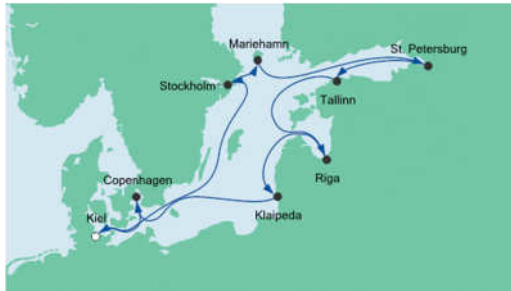 Mariehamn
St. Petersburg
Stockholm
Tallinn
Copenhagen
Riga
Kiel
Klaipeda